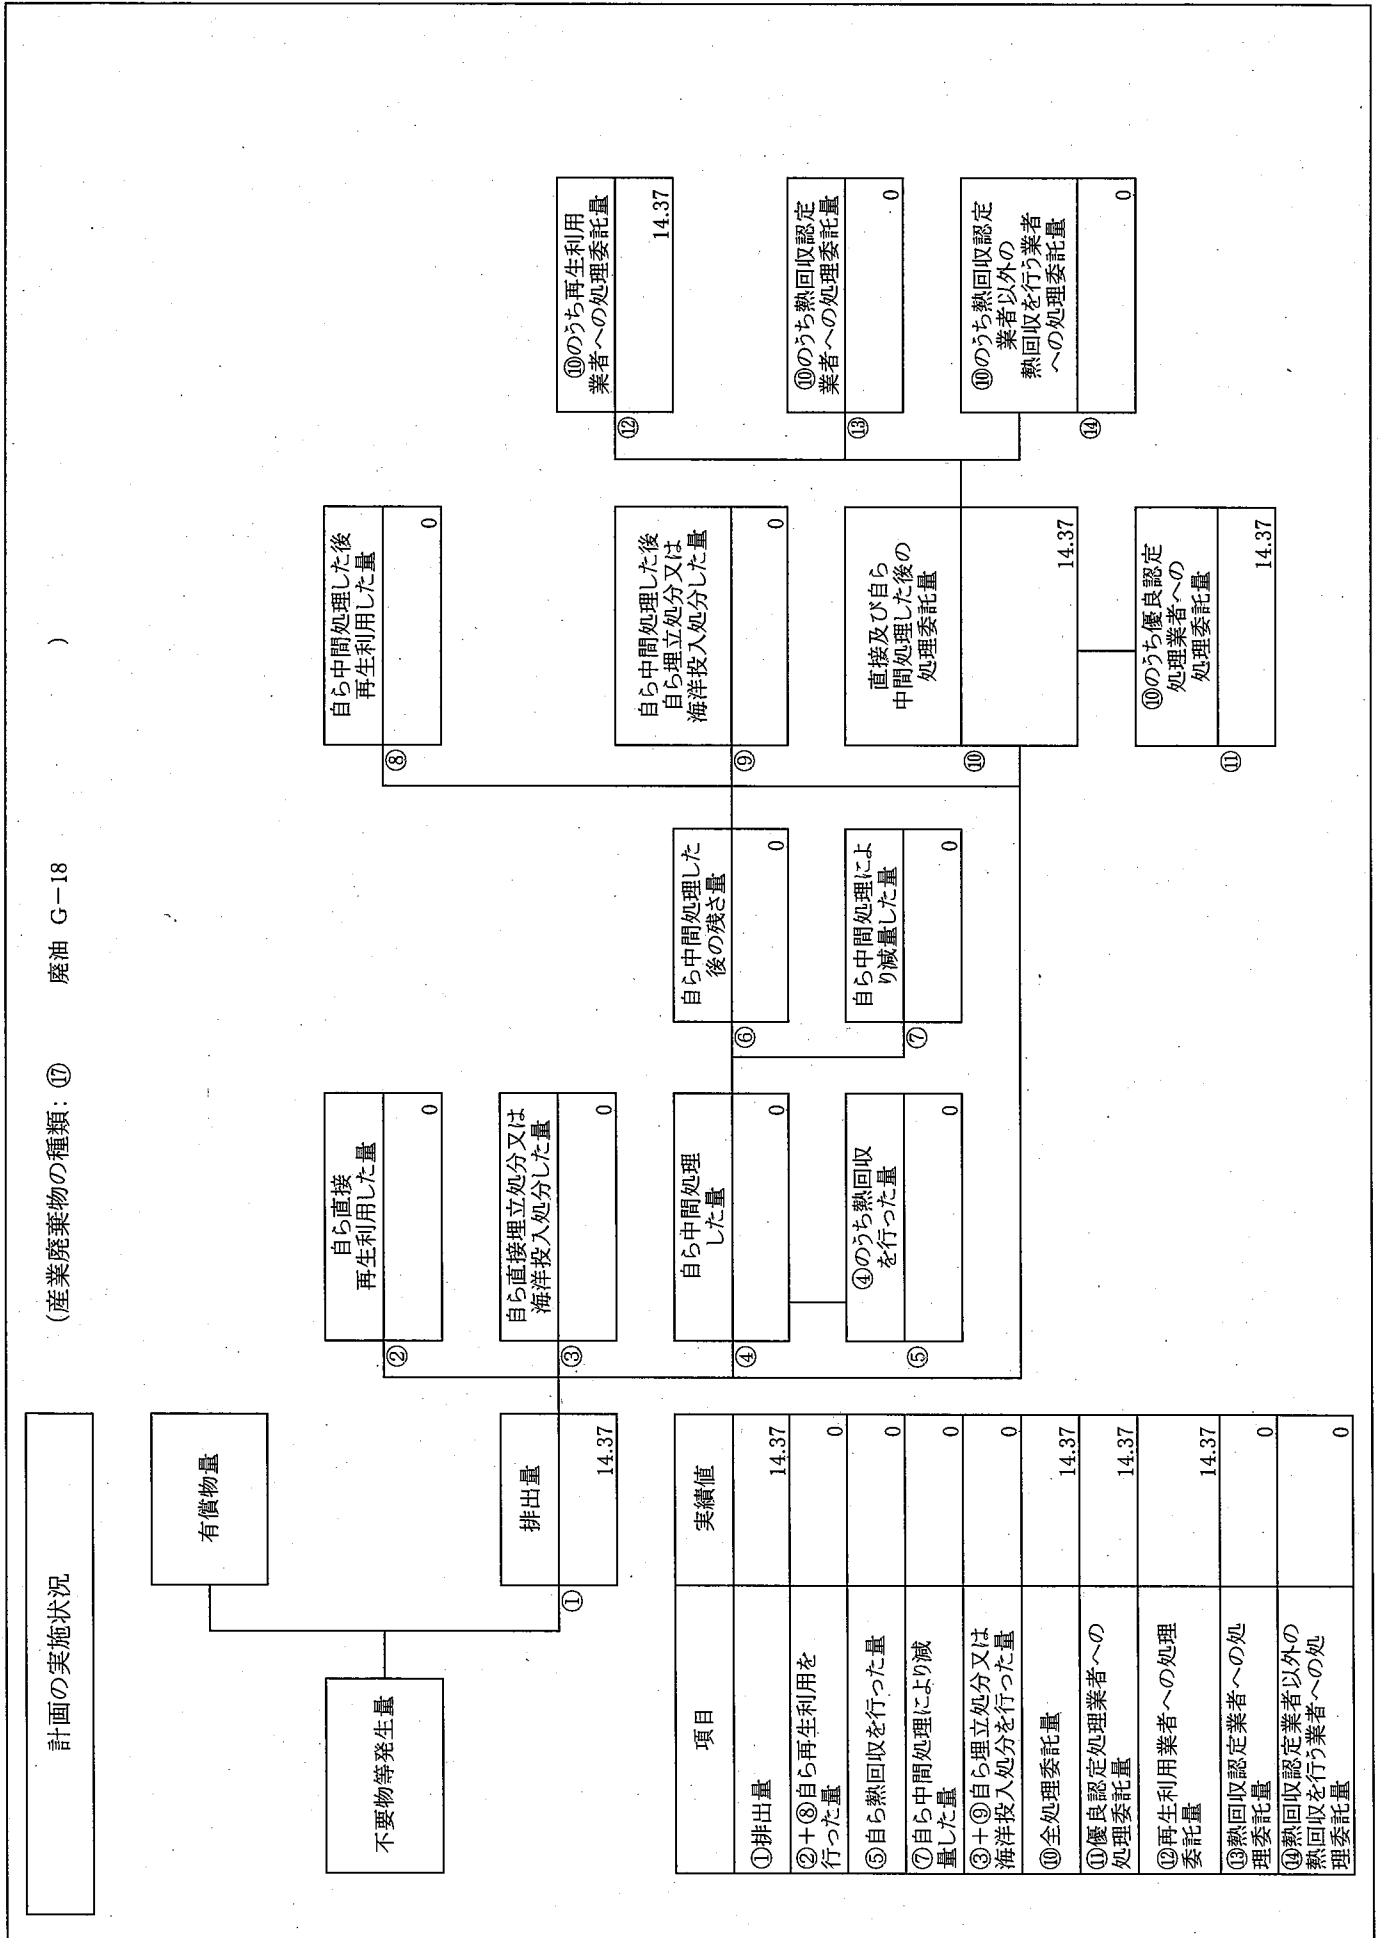 計画の実施状況
(産業廃棄物の種類：⑰　廃油 G－18　)
不要物等発生量
有償物量
排出量
①
14.37
自ら直接
再生利用した量
②
0
自ら直接埋立処分又は
海洋投入処分した量
③
0
自ら中間処理
した量
④
0
④のうち熱回収
を行った量
⑤
0
自ら中間処理した
後の残さ量
⑥
0
自ら中間処理によ
り減量した量
⑦
0
自ら中間処理した後
再生利用した量
⑧
0
自ら中間処理した後
自ら埋立処分又は
海洋投入処分した量
⑨
0
直接及び自ら
中間処理した後の
処理委託量
⑩
14.37
⑩のうち優良認定
処理業者への
処理委託量
⑪
14.37
⑩のうち再生利用
業者への処理委託量
⑫
14.37
⑩のうち熱回収認定
業者への処理委託量
⑬
0
⑩のうち熱回収認定
業者以外の
熱回収を行う業者
への処理委託量
⑭
0
項目 実績値
①排出量 14.37
②＋⑧自ら再生利用を
行った量 0
⑤自ら熱回収を行った量 0
⑦自ら中間処理により減
量した量 0
③＋⑨自ら埋立処分又は
海洋投入処分を行った量 0
⑩全処理委託量 14.37
⑪優良認定処理業者への
処理委託量 14.37
⑫再生利用業者への処理
委託量 14.37
⑬熱回収認定業者への処
理委託量 0
⑭熱回収認定業者以外の
熱回収を行う業者への処
理委託量 0